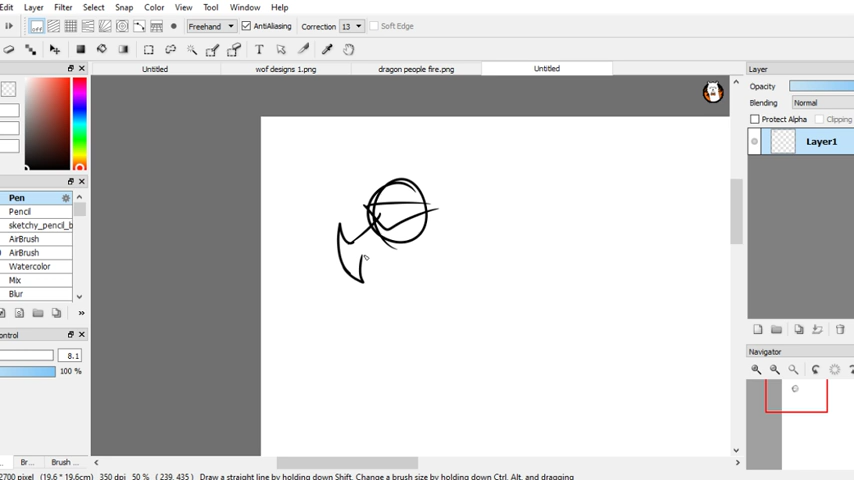 Edit Layer Filter Select Snap Color View Tool Window Help
off Freehand AntiAliasing Correction 13 Soft Edge
T
Untitled wof designs 1.png dragon people fire.png Untitled
Layer
Opacity
Blending Normal
Protect Alpha Clipping
Layer1
Pen
Pencil
sketchy_pencil_b
AirBrush
AirBrush
Watercolor
Mix
Blur
ontrol
8.1
100 %
Navigator
Br... Brush ...
2700 pixel (19.6 * 19.6cm) 350 dpi 50 % ( 239, 435 ) Draw a straight line by holding down Shift, Change a brush size by holding down Ctrl, Alt, and dragging